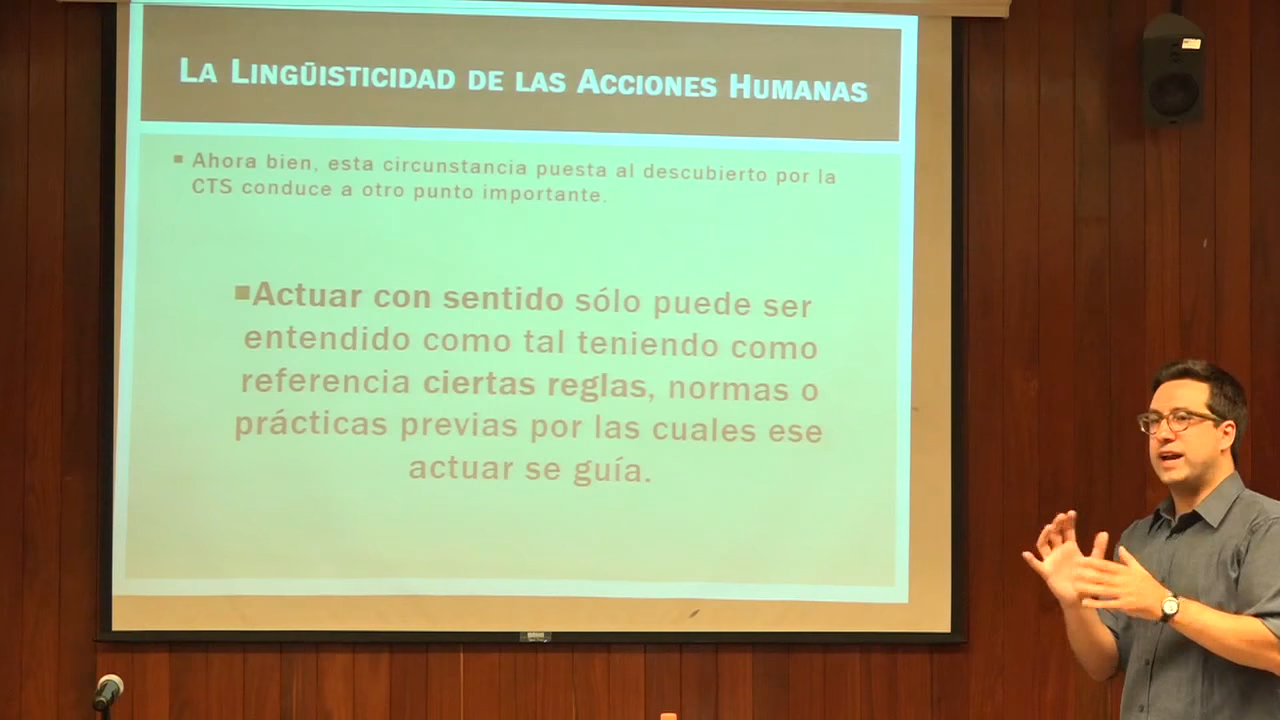 LA LINGÜISTICIDAD DE LAS ACCIONES HUMANAS
▪ Ahora bien, esta circunstancia puesta al descubierto por la
CTS conduce a otro punto importante.
▪Actuar con sentido sólo puede ser
entendido como tal teniendo como
referencia ciertas reglas, normas o
prácticas previas por las cuales ese
actuar se guía.